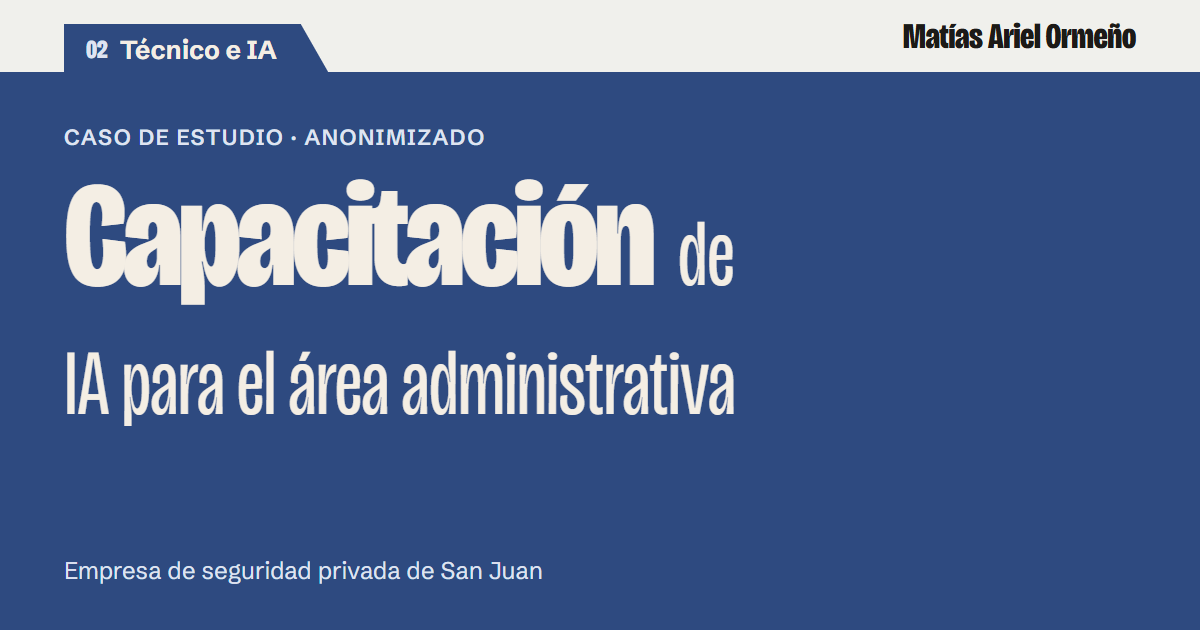 02 Técnico e IA
Matías Ariel Ormeño
CASO DE ESTUDIO · ANONIMIZADO
Capacitación de
IA para el área administrativa
Empresa de seguridad privada de San Juan